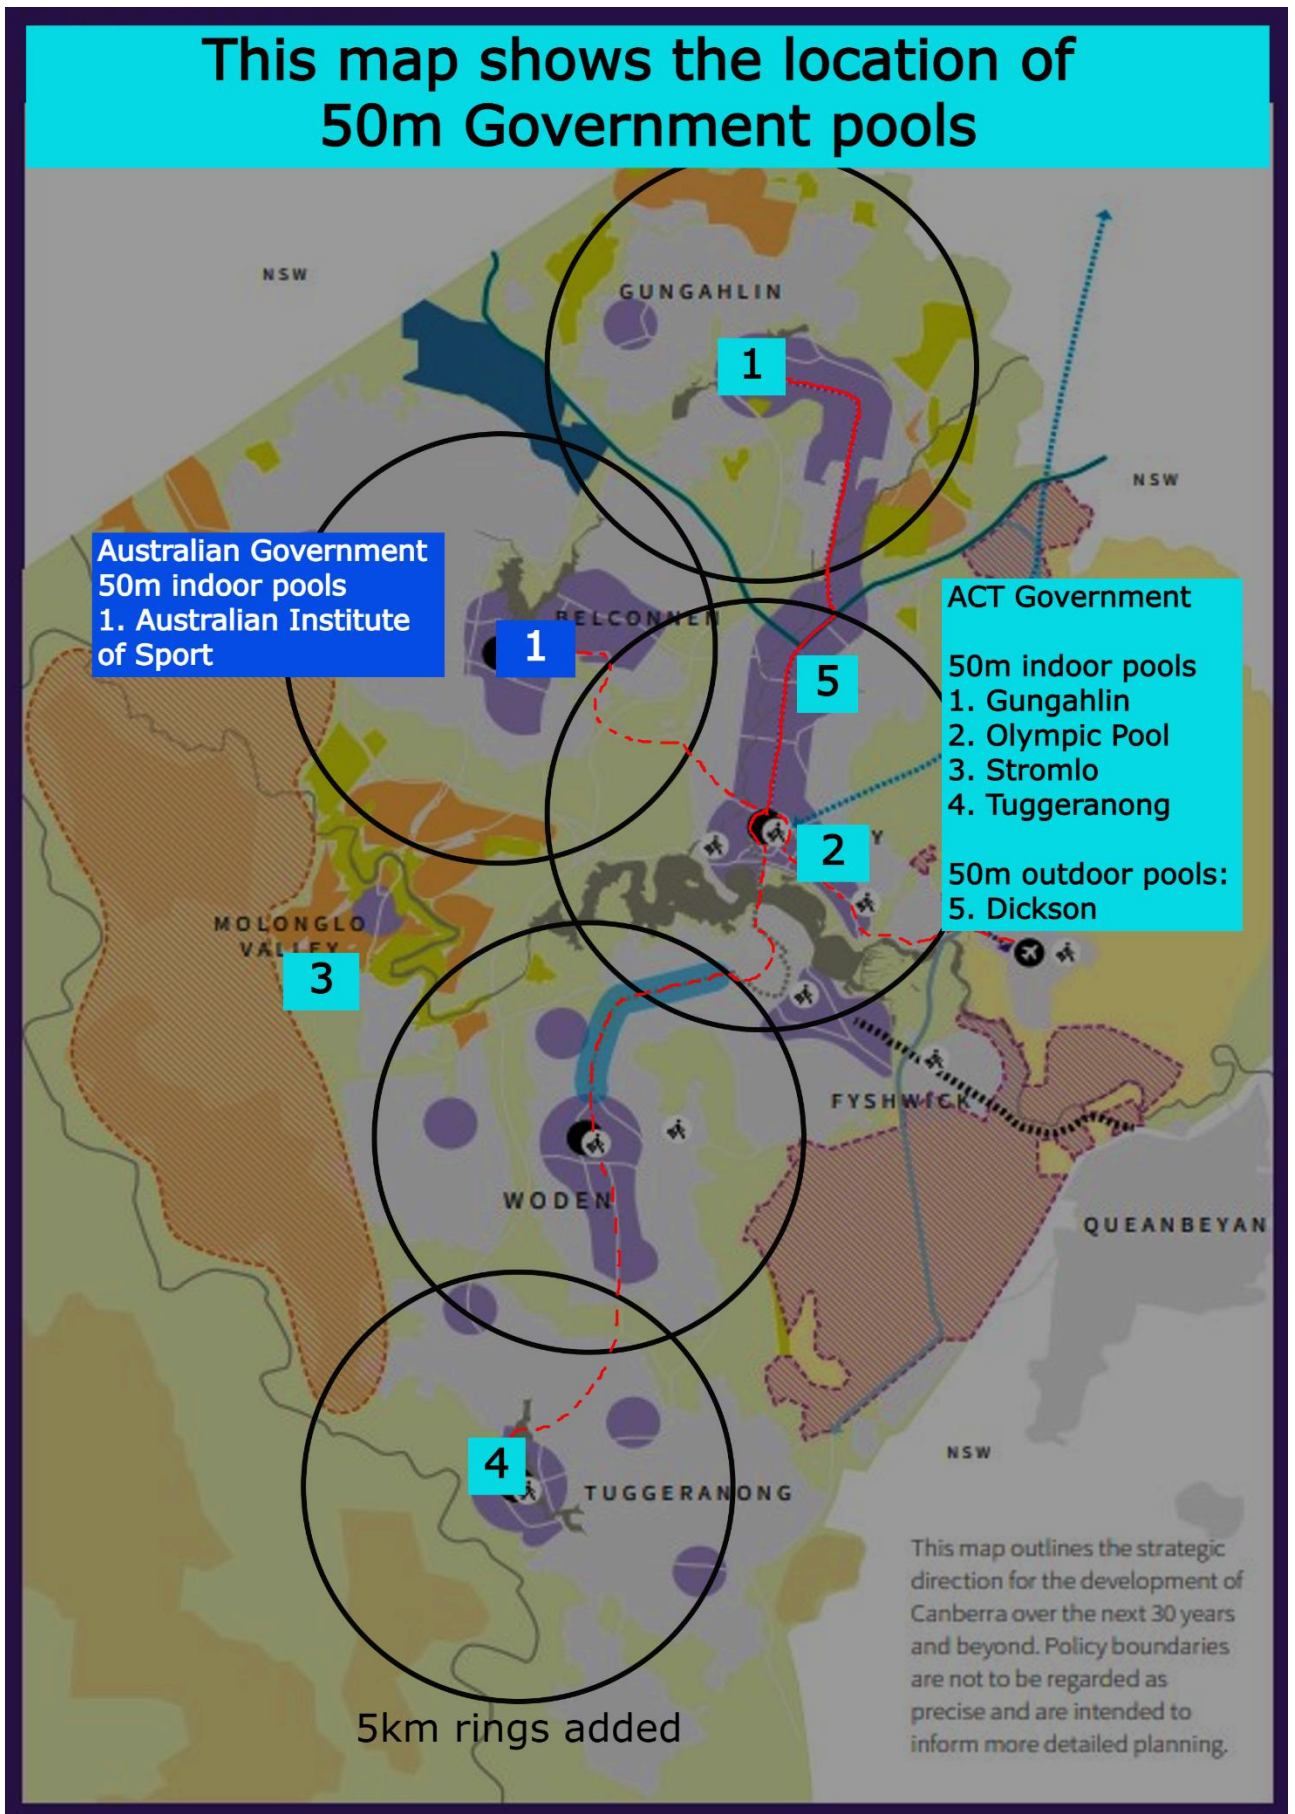 This map shows the location of
50m Government pools
NSW
GUNGAHLIN
1
NSW
Australian Government
50m indoor pools
1. Australian Institute
of Sport
BELCONNEN
1
5
ACT Government
50m indoor pools
1. Gungahlin
2. Olympic Pool
3. Stromlo
4. Tuggeranong
50m outdoor pools:
5. Dickson
2
Y
MOLONGLO
VALLEY
3
FYSHWICK
WODEN
QUEANBEYAN
4
TUGGERANONG
NSW
This map outlines the strategic
direction for the development of
Canberra over the next 30 years
and beyond. Policy boundaries
are not to be regarded as
precise and are intended to
inform more detailed planning.
5km rings added